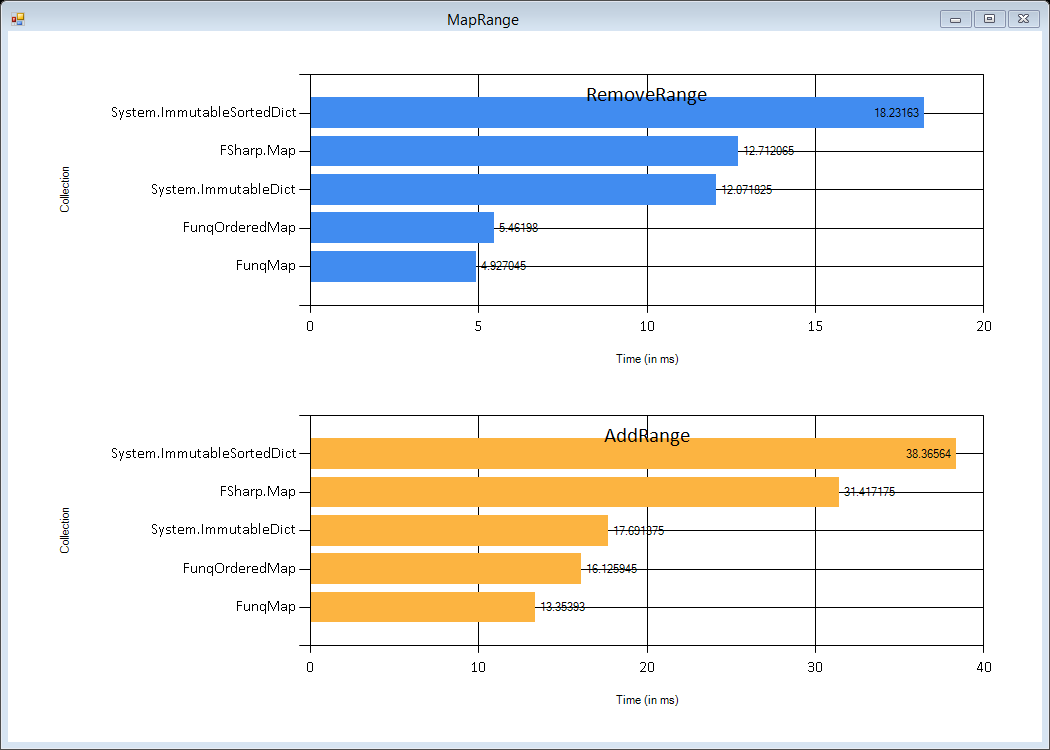 MapRange
RemoveRange
Collection
System.ImmutableSortedDict 18.23163
FSharp.Map 12.712065
System.ImmutableDict 12.071825
FunqOrderedMap 5.46198
FunqMap 4.927045
0 5 10 15 20
Time (in ms)
AddRange
Collection
System.ImmutableSortedDict 38.36564
FSharp.Map 31.417175
System.ImmutableDict 17.691375
FunqOrderedMap 16.125945
FunqMap 13.35393
0 10 20 30 40
Time (in ms)